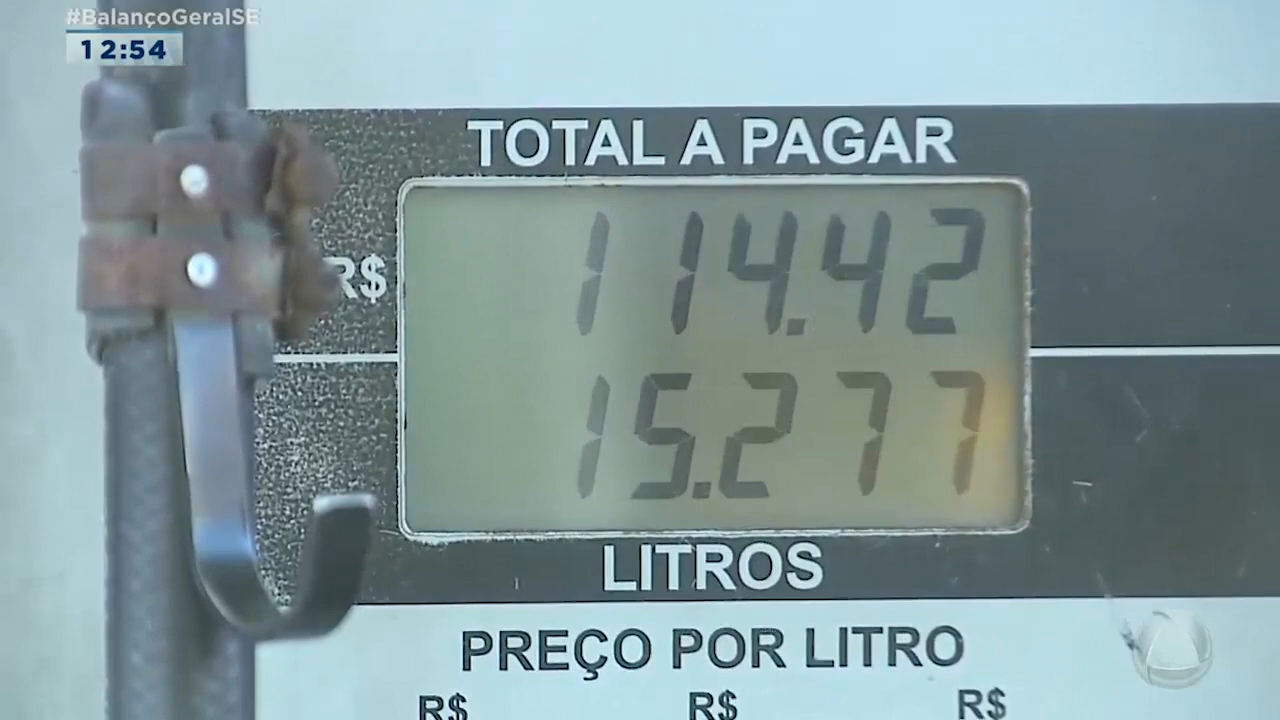 #BalançoGeralSE
12:54
TOTAL A PAGAR
R$ 114.42
15.277
LITROS
PREÇO POR LITRO
R$ R$ R$